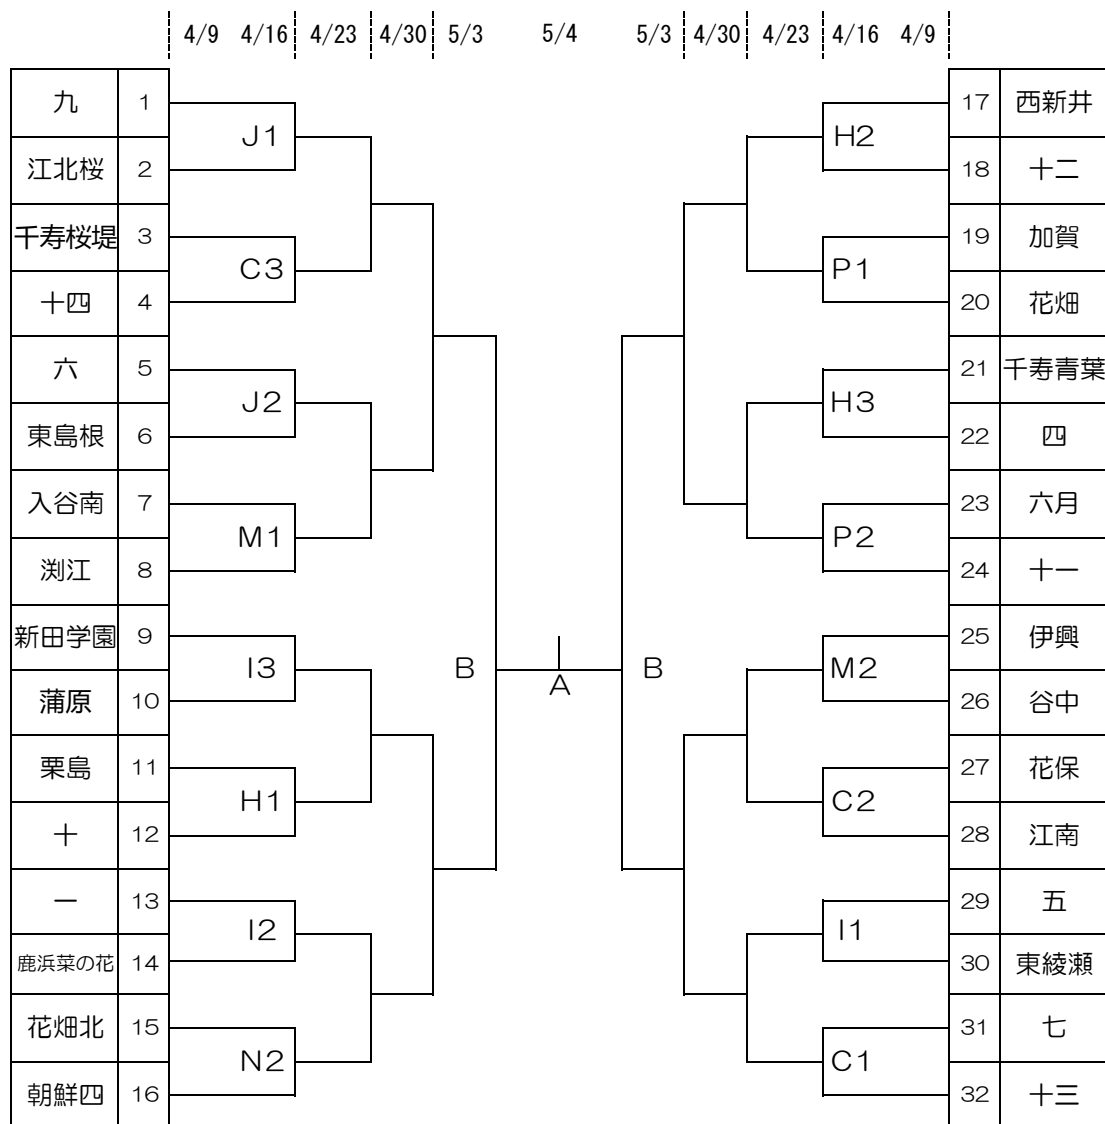 4/9 4/16 4/23 4/30 5/3 5/4 5/3 4/30 4/23 4/16 4/9
九 1 17 西新井
J1 H2
江北桜 2 18 十二
千寿桜堤 3 19 加賀
C3 P1
十四 4 20 花畑
六 5 21 千寿青葉
J2 H3
東島根 6 22 四
入谷南 7 23 六月
M1 P2
渕江 8 24 十一
新田学園 9 25 伊興
I3 B A B M2
蒲原 10 26 谷中
栗島 11 27 花保
H1 C2
十 12 28 江南
一 13 29 五
I2 I1
鹿浜菜の花 14 30 東綾瀬
花畑北 15 31 七
N2 C1
朝鮮四 16 32 十三